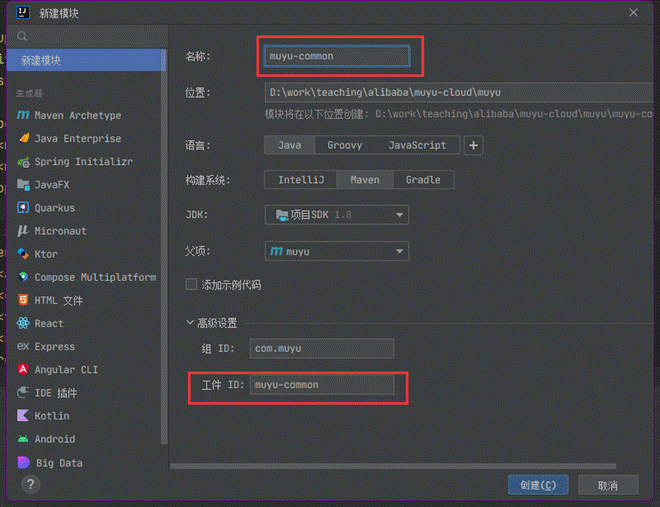 新建模块
新建模块
生成器
Maven Archetype
Java Enterprise
Spring Initializr
JavaFX
Quarkus
Micronaut
Ktor
Compose Multiplatform
HTML 文件
React
Express
Angular CLI
IDE 插件
Kotlin
Android
Big Data
名称:
muyu-common
位置:
D:\work\teaching\alibaba\muyu-cloud\muyu
模块将在以下位置创建: D:\work\teaching\alibaba\muyu-cloud\muyu\muyu-co
语言:
Java Groovy JavaScript
构建系统:
IntelliJ Maven Gradle
JDK:
项目SDK 1.8
父项:
muyu
添加示例代码
高级设置
组 ID: com.muyu
工件 ID: muyu-common
? 创建(C) 取消